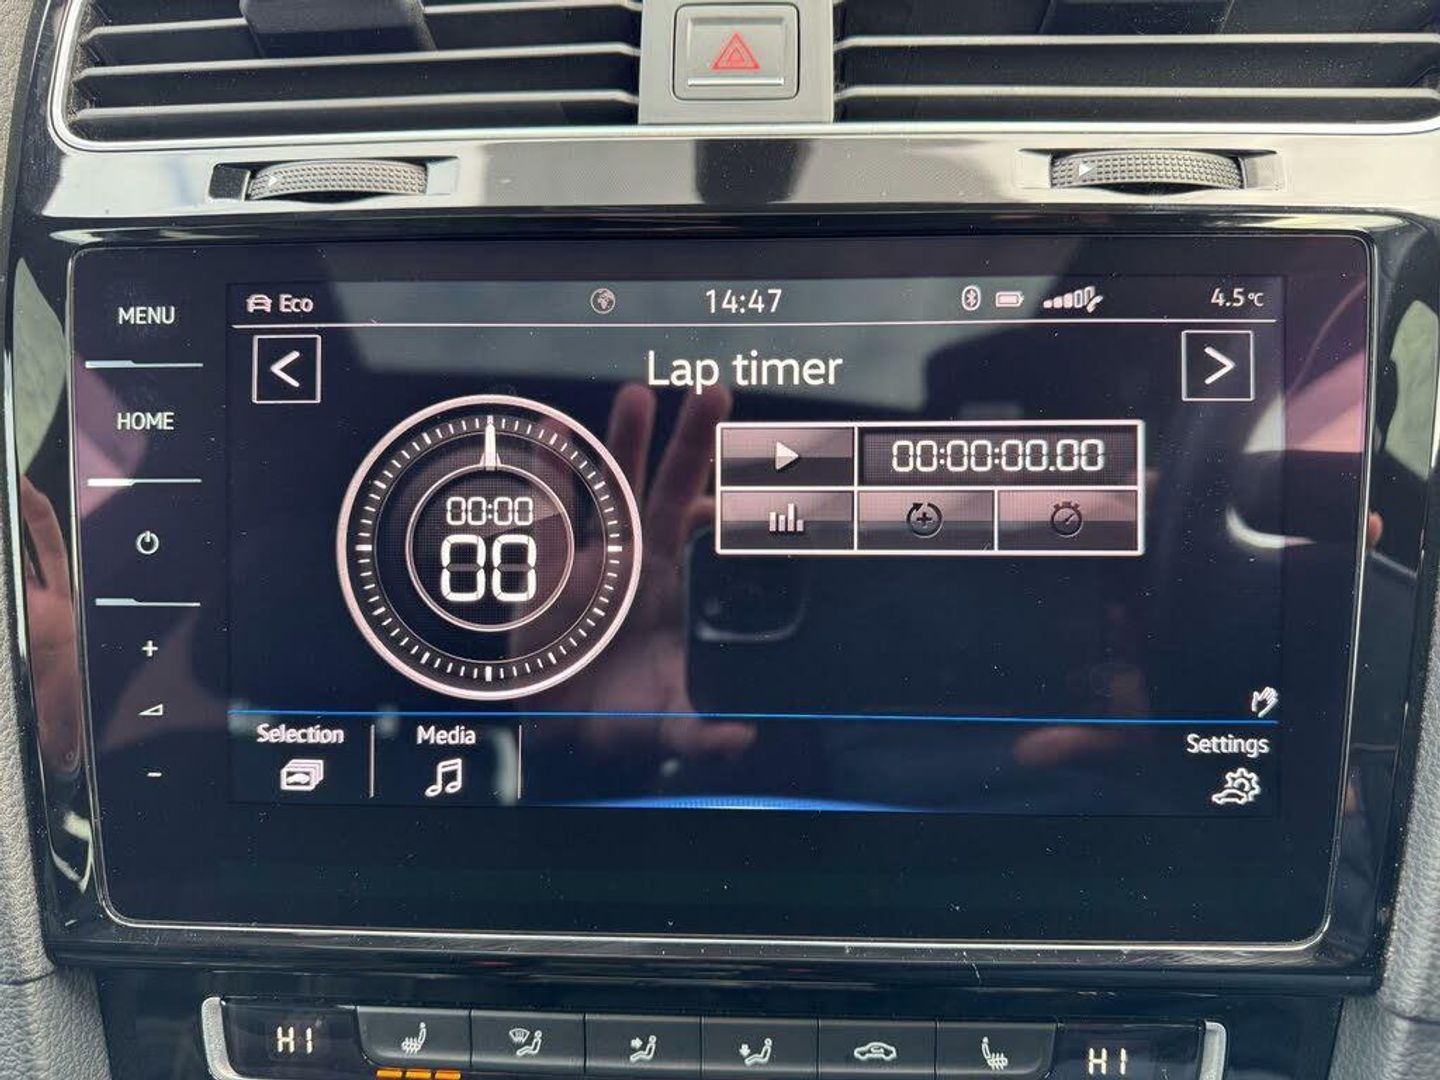 MENU
HOME
Eco
14:47
4.5°C
<
Lap timer
>
00:00
00
00:00:00.00
+
-
Selection
Media
Settings
HI
HI